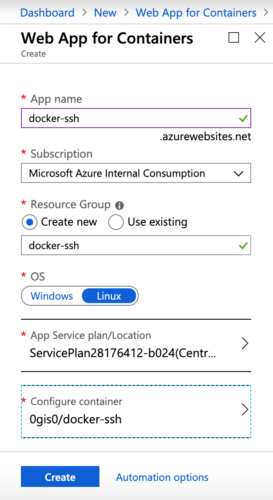 Dashboard > New > Web App for Containers
Web App for Containers
Create
* App name
docker-ssh
.azurewebsites.net
* Subscription
Microsoft Azure Internal Consumption
* Resource Group
Create new Use existing
docker-ssh
* OS
Windows Linux
* App Service plan/Location
ServicePlan28176412-b024(Centr...
* Configure container
0gis0/docker-ssh
Create Automation options